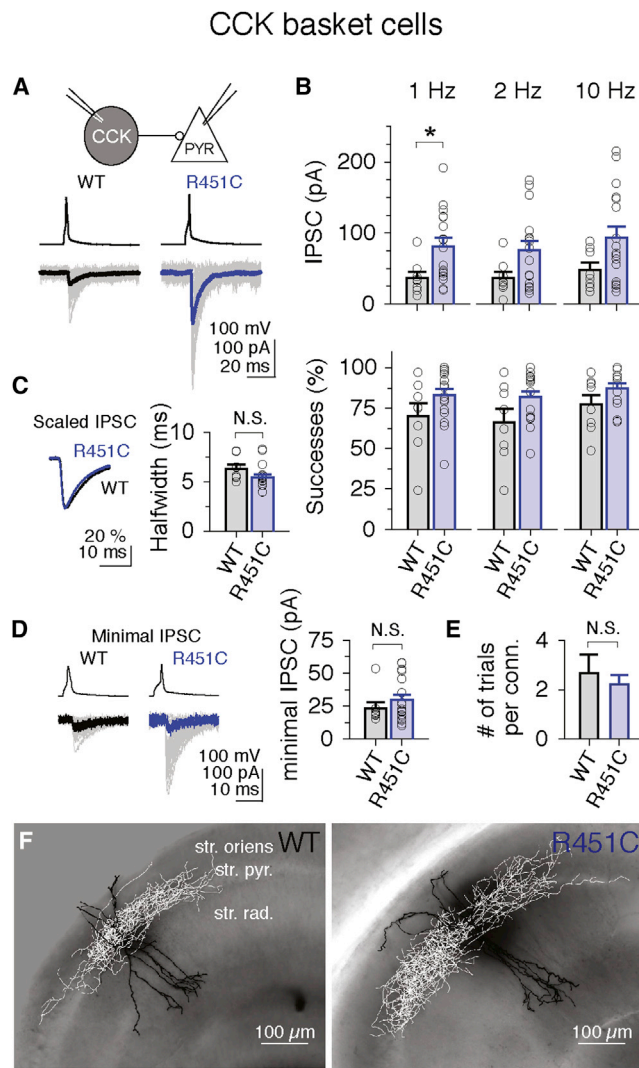 CCK basket cells
A
CCK
PYR
WT
R451C
100 mV
100 pA
20 ms
B
1 Hz
2 Hz
10 Hz
*
IPSC (pA)
200
100
50
0
Successes (%)
100
75
50
25
0
WT
R451C
WT
R451C
WT
R451C
C
Scaled IPSC
R451C
WT
20 %
10 ms
Halfwidth (ms)
10
5
0
N.S.
WT
R451C
D
Minimal IPSC
WT
R451C
100 mV
100 pA
10 ms
minimal IPSC (pA)
75
50
25
0
N.S.
WT
R451C
E
# of trials
per conn.
4
2
0
N.S.
WT
R451C
F
WT
str. oriens
str. pyr.
str. rad.
100 µm
R451C
100 µm